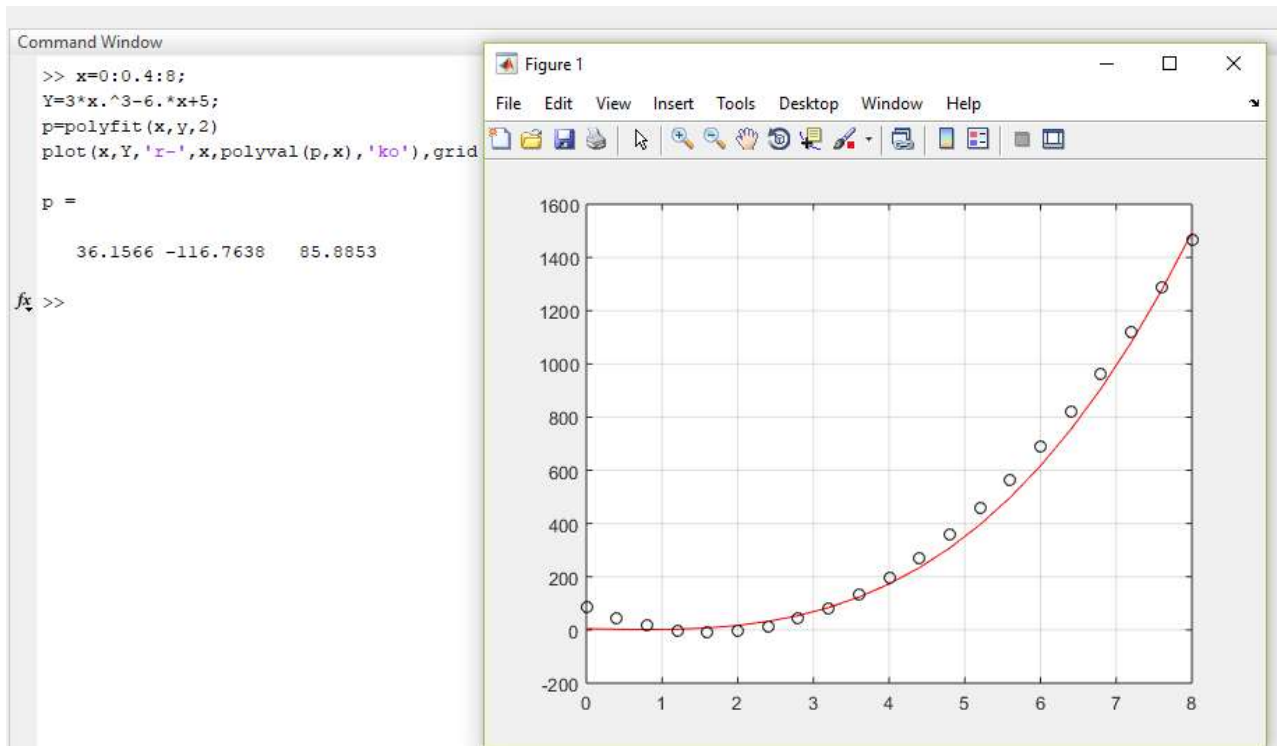 Command Window
>> x=0:0.4:8;
Y=3*x.^3-6.*x+5;
p=polyfit(x,y,2)
plot(x,Y,'r-',x,polyval(p,x),'ko'),grid
p =
36.1566 -116.7638 85.8853
fx >>
Figure 1
File Edit View Insert Tools Desktop Window Help
1600
1400
1200
1000
800
600
400
200
0
-200
0 1 2 3 4 5 6 7 8